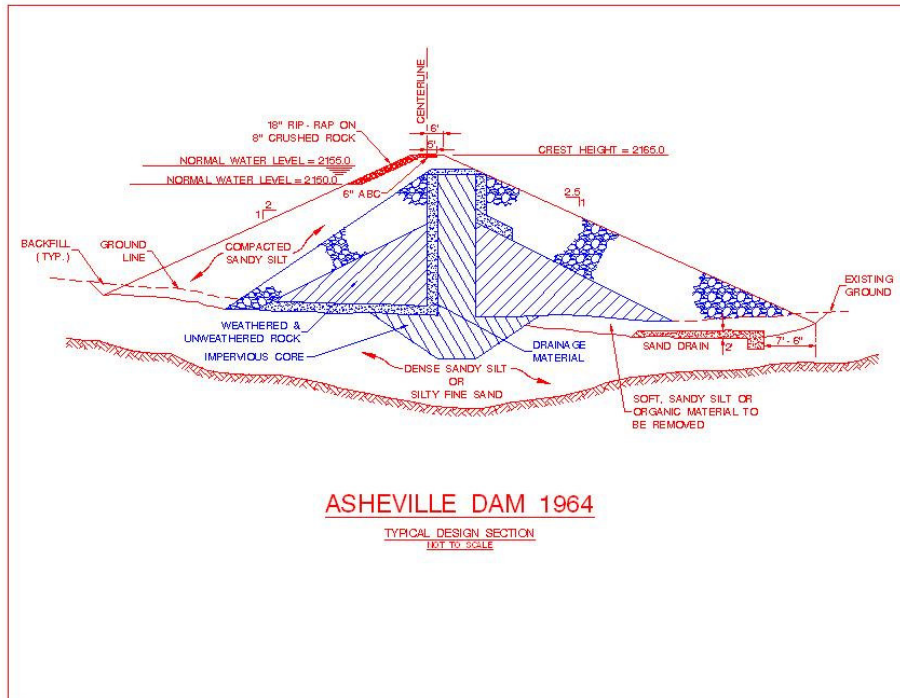 CENTERLINE
6'
5'
18" RIP - RAP ON
8" CRUSHED ROCK
NORMAL WATER LEVEL = 2155.0
NORMAL WATER LEVEL = 2150.0
CREST HEIGHT = 2165.0
6" ABC
2
1
2.5
1
BACKFILL
(TYP.)
GROUND
LINE
COMPACTED
SANDY SILT
EXISTING
GROUND
WEATHERED &
UNWEATHERED ROCK
IMPERVIOUS CORE
DRAINAGE
MATERIAL
SAND DRAIN
2'
7' - 6"
DENSE SANDY SILT
OR
SILTY FINE SAND
SOFT, SANDY SILT OR
ORGANIC MATERIAL TO
BE REMOVED
ASHEVILLE DAM 1964
TYPICAL DESIGN SECTION
NOT TO SCALE